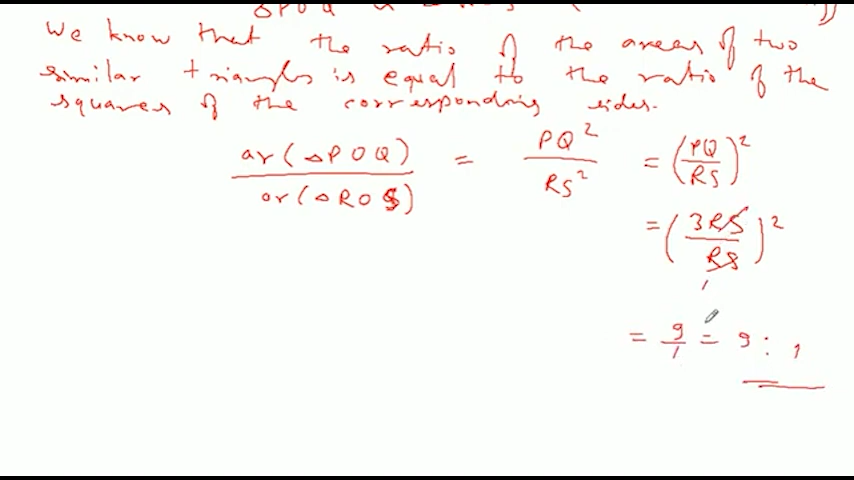 We know that the ratio of the areas of two
similar triangles is equal to the ratio of the
squares of the corresponding sides.
ar(△POQ) / ar(△ROS) = PQ² / RS² = (PQ/RS)²
= (3RS/RS)²
1
= 9/1 = 9 : 1